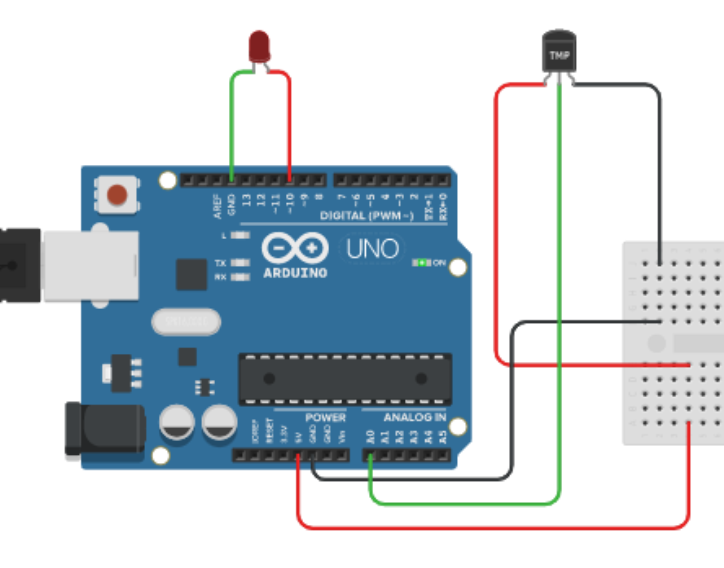 TMP
AREF
GND
13
12
~11
~10
~9
8
7
~6
~5
4
~3
2
TX→1
RX←0
DIGITAL (PWM~)
L
TX
RX
ARDUINO
UNO
ON
POWER
ANALOG IN
IOREF
RESET
3.3V
5V
GND
GND
Vin
A0
A1
A2
A3
A4
A5